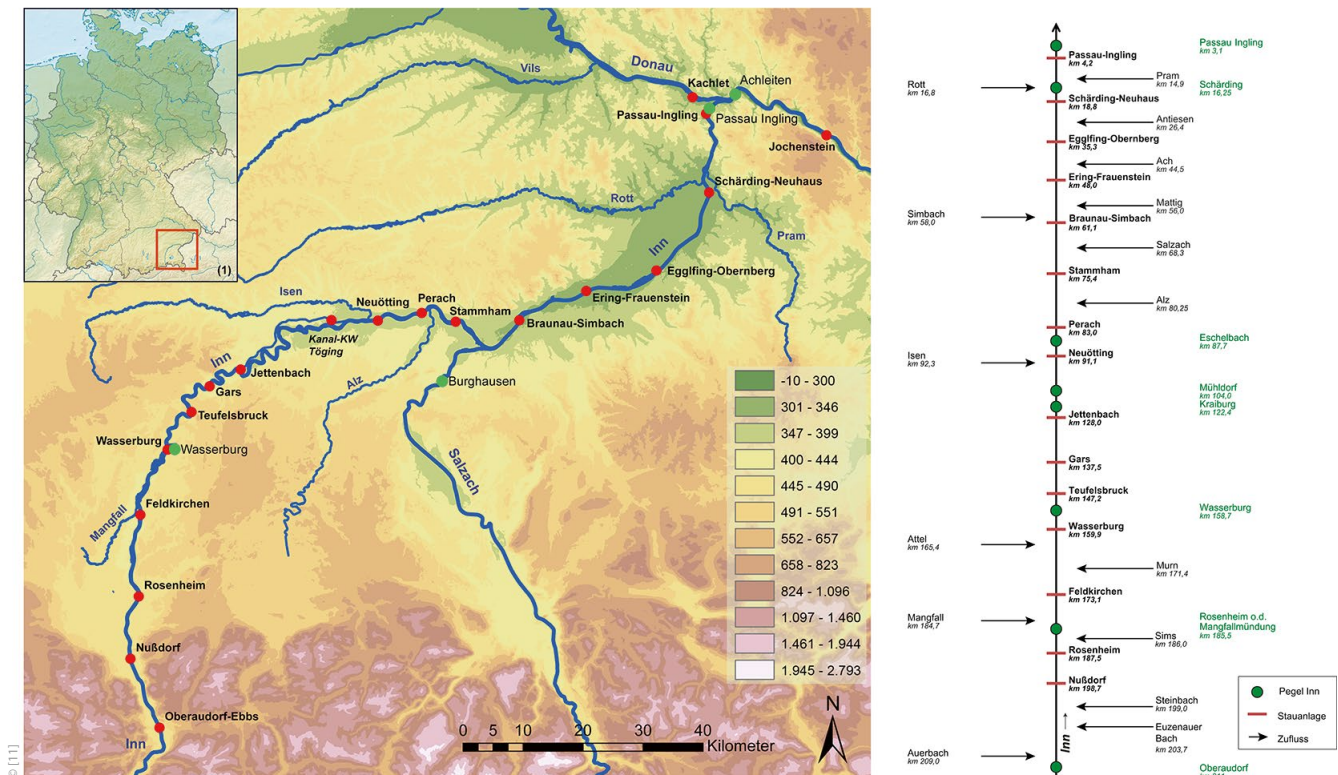 (1)
Donau
Vils
Kachlet
Achleiten
Passau-Ingling
Passau Ingling
Jochenstein
Schärding-Neuhaus
Rott
Pram
Inn
Egglfing-Obernberg
Ering-Frauenstein
Isen
Neuötting
Perach
Stammham
Braunau-Simbach
Kanal-KW
Töging
Inn
Jettenbach
Alz
Burghausen
Gars
Teufelsbruck
Wasserburg
Wasserburg
Salzach
Feldkirchen
Mangfall
Rosenheim
Nußdorf
Oberaudorf-Ebbs
Inn
-10 - 300
301 - 346
347 - 399
400 - 444
445 - 490
491 - 551
552 - 657
658 - 823
824 - 1.096
1.097 - 1.460
1.461 - 1.944
1.945 - 2.793
N
0 5 10 20 30 40
Kilometer
© [11]
Passau Ingling
km 3,1
Passau-Ingling
km 4,2
Pram
km 14,9
Rott
km 16,8
Schärding
km 16,25
Schärding-Neuhaus
km 18,8
Antiesen
km 26,4
Egglfing-Obernberg
km 35,3
Ach
km 44,5
Ering-Frauenstein
km 48,0
Mattig
km 56,0
Simbach
km 58,0
Braunau-Simbach
km 61,1
Salzach
km 68,3
Stammham
km 75,4
Alz
km 80,25
Perach
km 83,0
Eschelbach
km 87,7
Neuötting
km 91,1
Isen
km 92,3
Mühldorf
km 104,0
Kraiburg
km 122,4
Jettenbach
km 128,0
Gars
km 137,5
Teufelsbruck
km 147,2
Wasserburg
km 158,7
Wasserburg
km 159,9
Attel
km 165,4
Murn
km 171,4
Feldkirchen
km 173,1
Mangfall
km 184,7
Rosenheim o.d.
Mangfallmündung
km 185,5
Sims
km 186,0
Rosenheim
km 187,5
Nußdorf
km 198,7
Steinbach
km 199,0
Euzenauer
Bach
km 203,7
Inn
Auerbach
km 209,0
Oberaudorf
Pegel Inn
Stauanlage
Zufluss